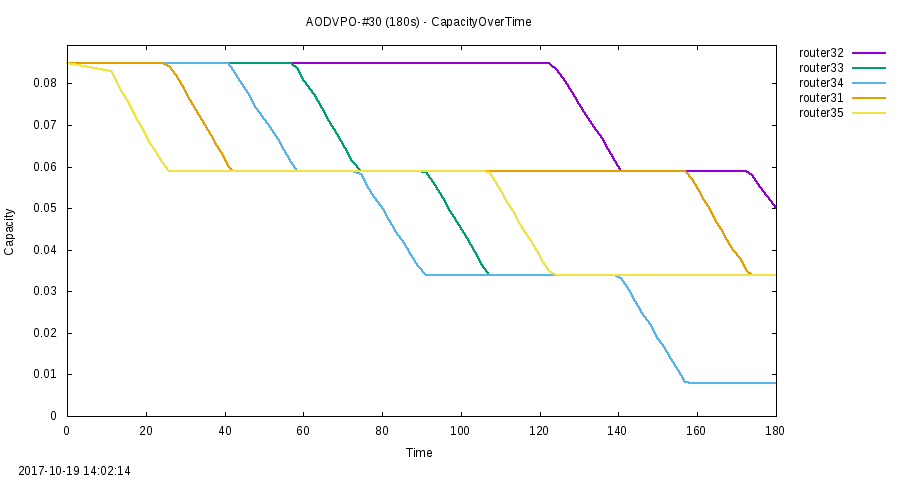 AODVPO-#30 (180s) - CapacityOverTime
router32
router33
router34
router31
router35
0.08
0.07
0.06
0.05
0.04
0.03
0.02
0.01
0
Capacity
0 20 40 60 80 100 120 140 160 180
Time
2017-10-19 14:02:14